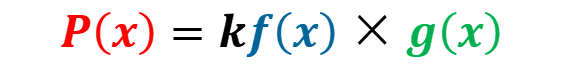 P(x) = kf(x) × g(x)